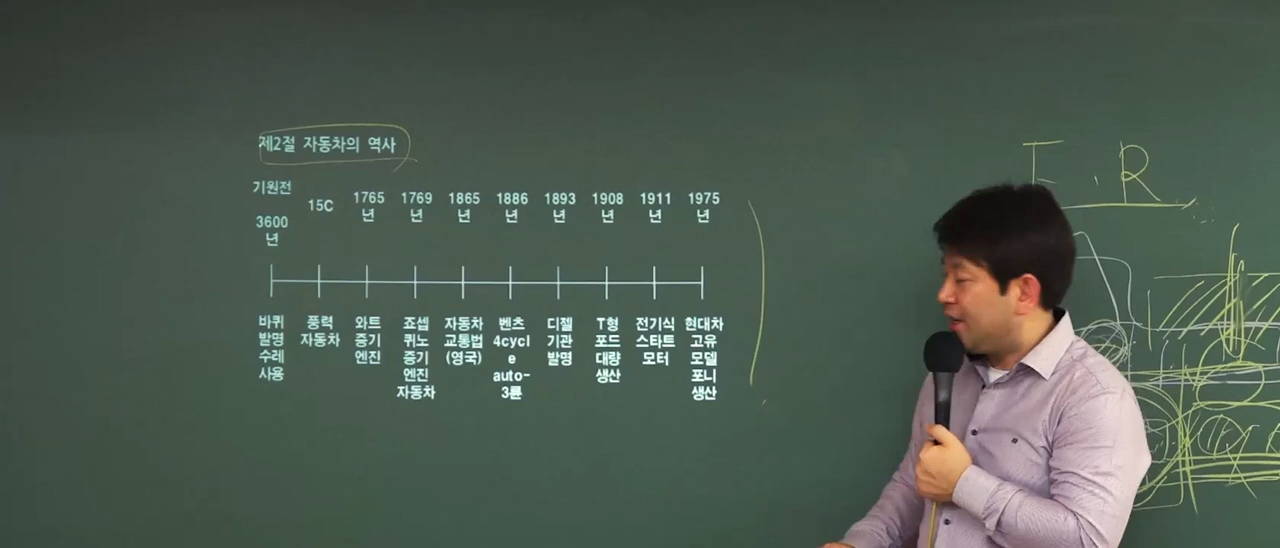 제2절 자동차의 역사
F . R
기원전
3600
년
15C
1765
년
1769
년
1865
년
1886
년
1893
년
1908
년
1911
년
1975
년
바퀴
발명
수레
사용
풍력
자동차
와트
증기
엔진
죠셉
퀴노
증기
엔진
자동차
자동차
교통법
(영국)
벤츠
4cycl
e
auto-
3륜
디젤
기관
발명
T형
포드
대량
생산
전기식
스타트
모터
현대차
고유
모델
포니
생산